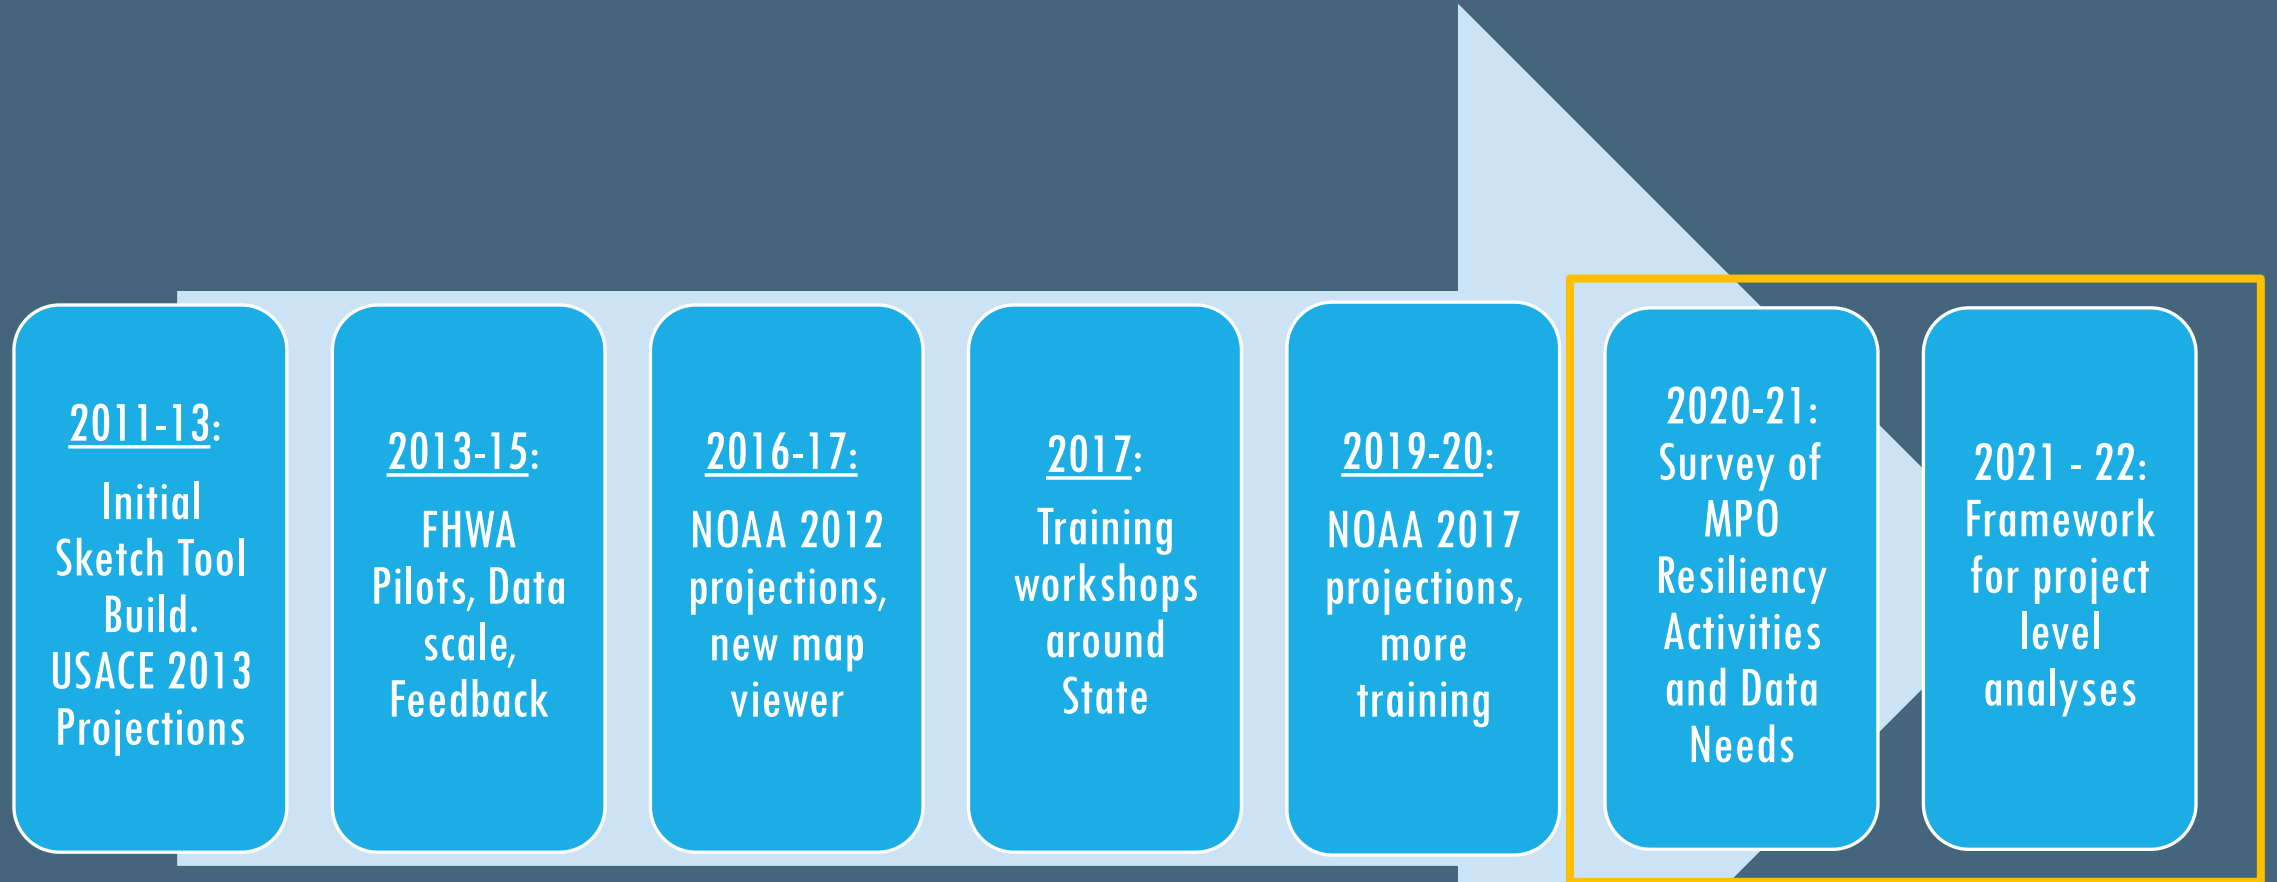 2011-13:
Initial
Sketch Tool
Build.
USACE 2013
Projections
2013-15:
FHWA
Pilots, Data
scale,
Feedback
2016-17:
NOAA 2012
projections,
new map
viewer
2017:
Training
workshops
around
State
2019-20:
NOAA 2017
projections,
more
training
2020-21:
Survey of
MPO
Resiliency
Activities
and Data
Needs
2021 - 22:
Framework
for project
level
analyses